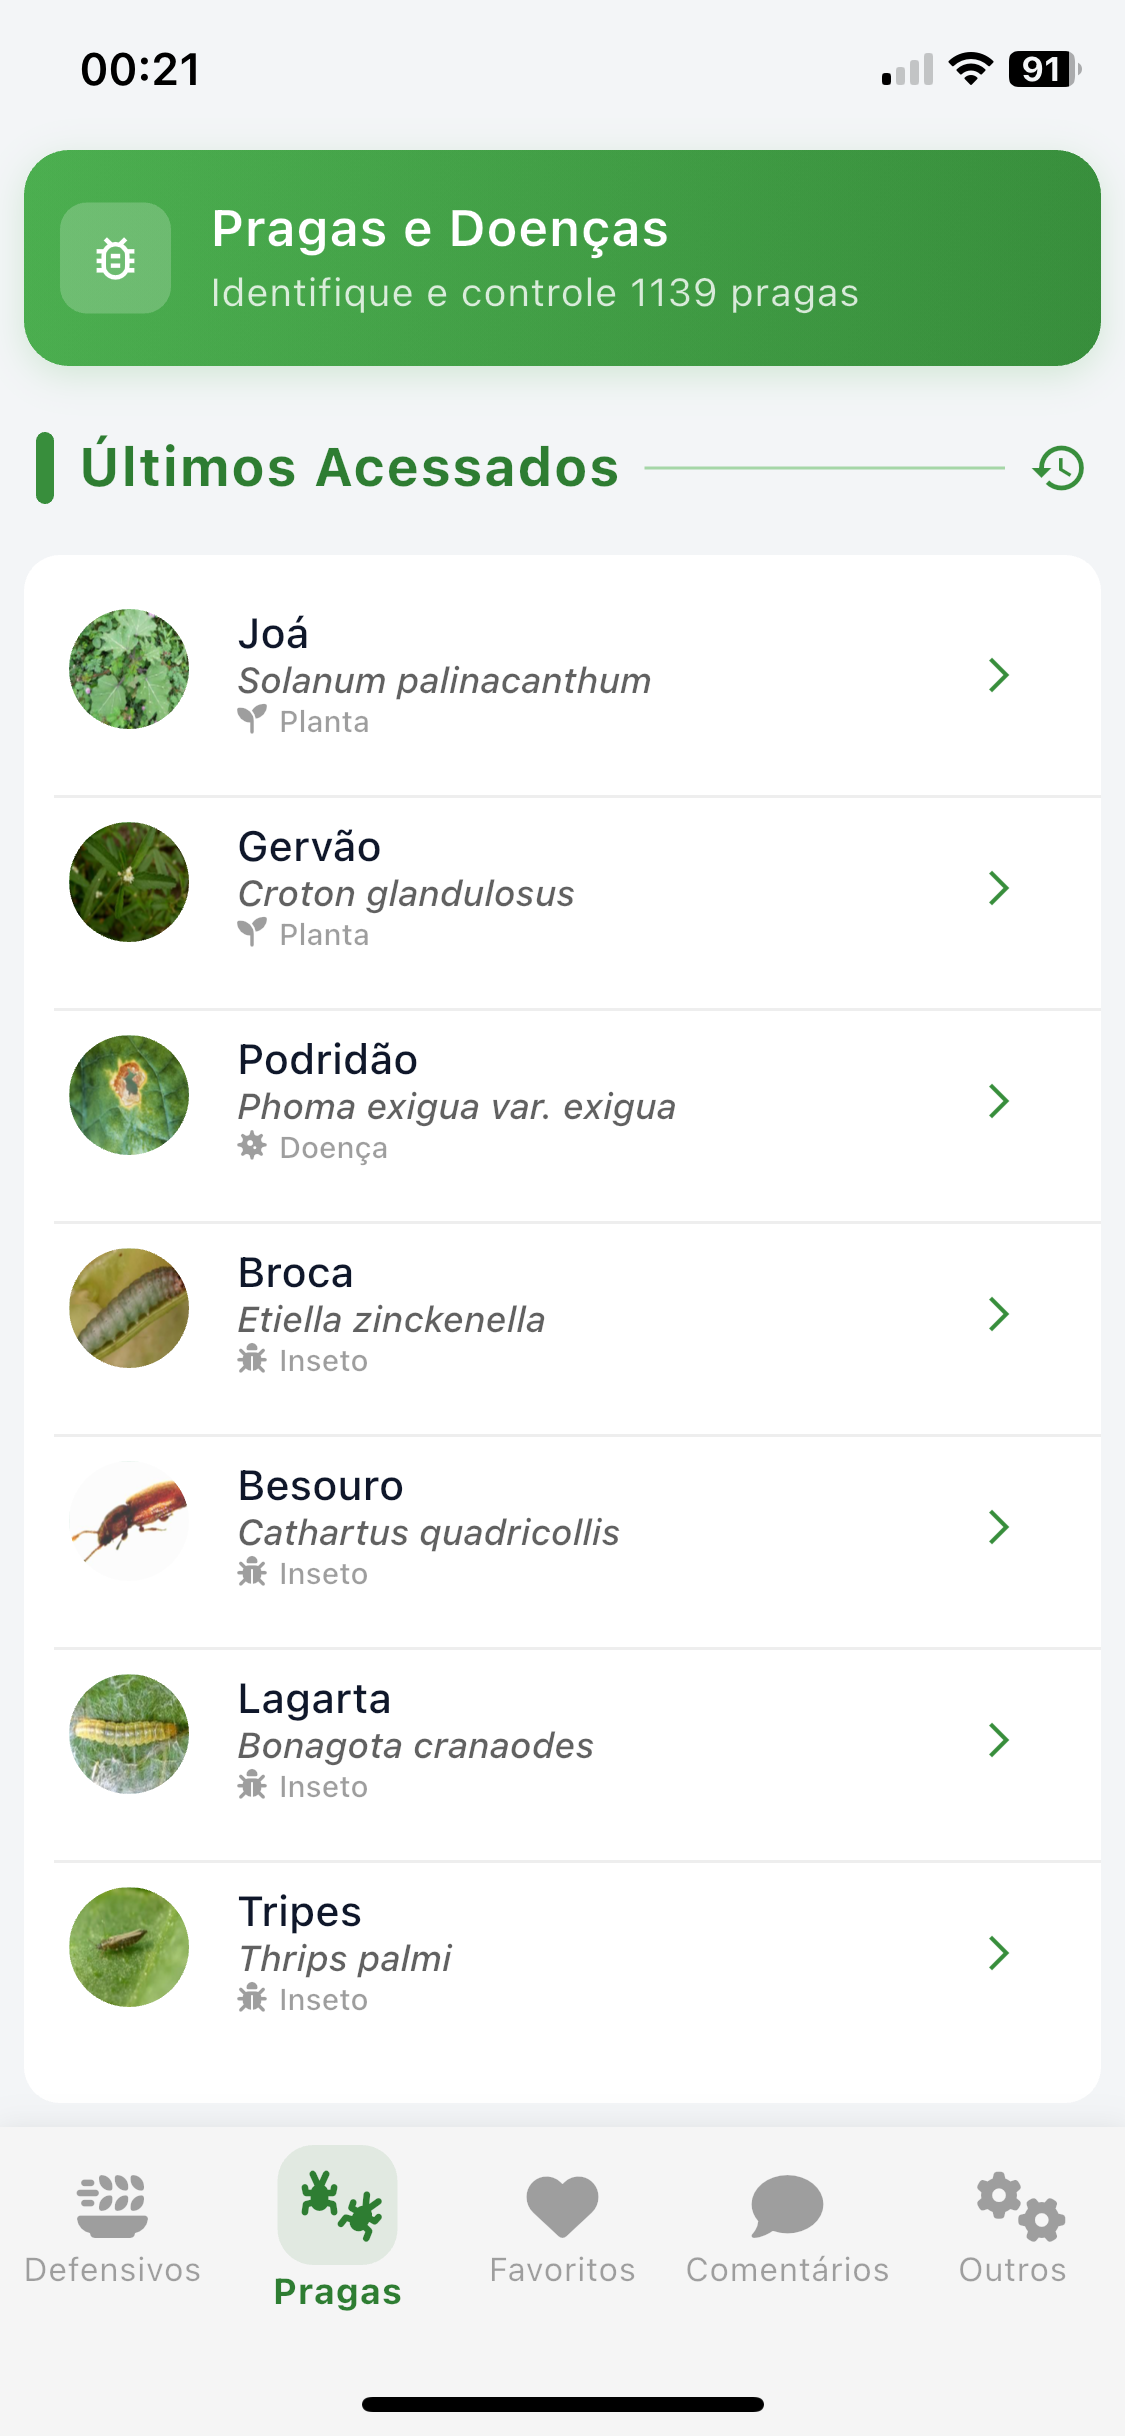 00:21
91
Pragas e Doenças
Identifique e controle 1139 pragas
Últimos Acessados
Joá
Solanum palinacanthum
Planta
Gervão
Croton glandulosus
Planta
Podridão
Phoma exigua var. exigua
Doença
Broca
Etiella zinckenella
Inseto
Besouro
Cathartus quadricollis
Inseto
Lagarta
Bonagota cranaodes
Inseto
Tripes
Thrips palmi
Inseto
Defensivos
Pragas
Favoritos
Comentários
Outros